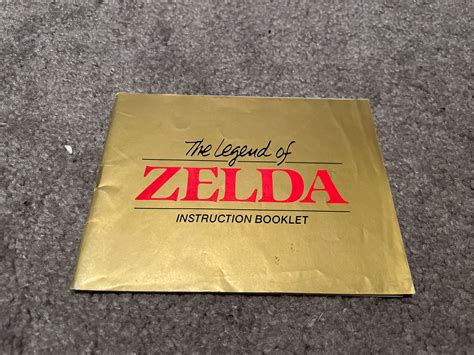 The Legend of
ZELDA
INSTRUCTION BOOKLET